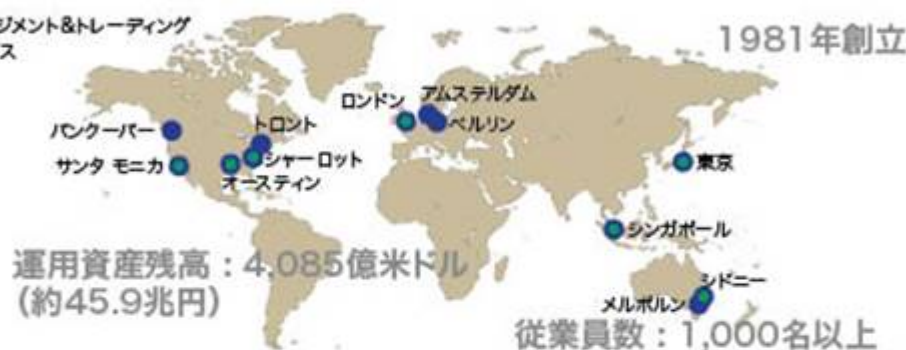 ジメント&トレーディング
ス
1981年創立
ロンドン
アムステルダム
ベルリン
バンクーバー
トロント
サンタ モニカ
シャーロット
オースティン
東京
シンガポール
運用資産残高：4,085億米ドル
(約45.9兆円)
シドニー
メルボルン
従業員数：1,000名以上